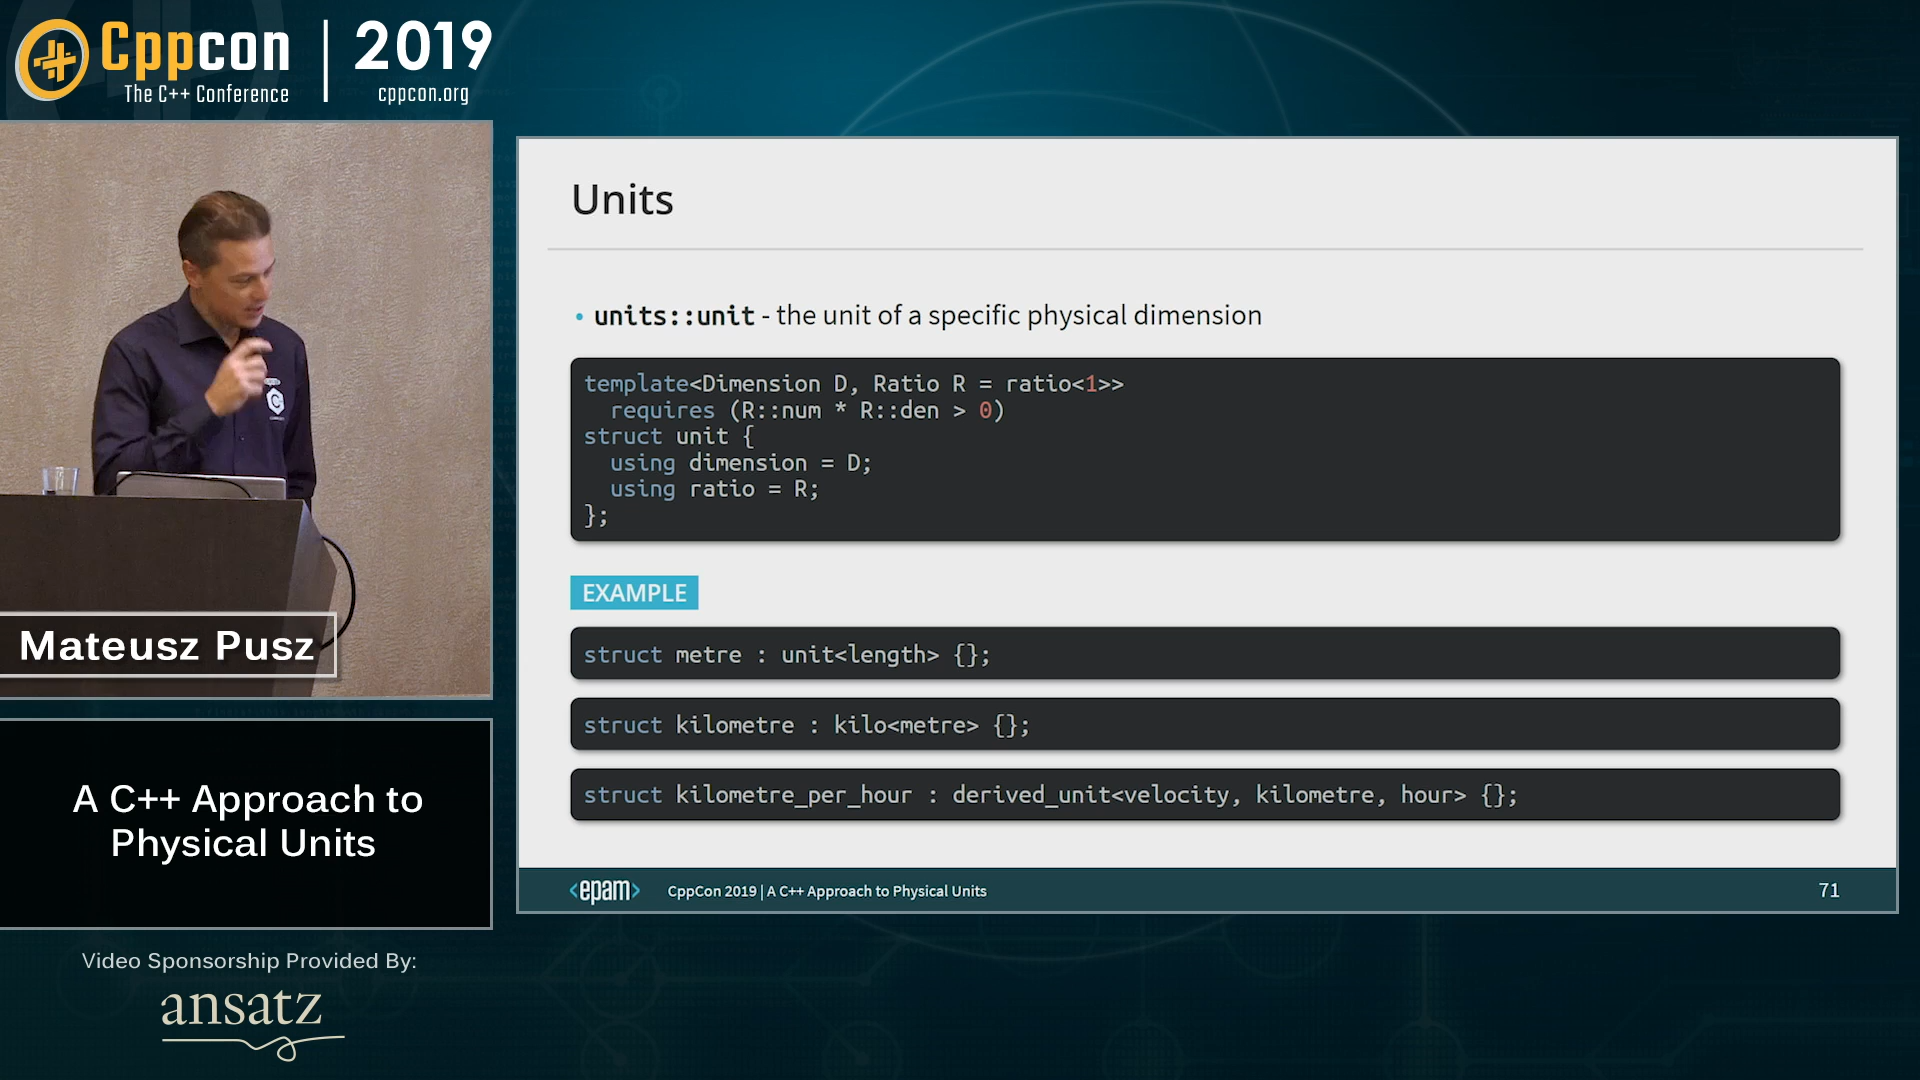 Cppcon
The C++ Conference
2019
cppcon.org
Mateusz Pusz
A C++ Approach to
Physical Units
Video Sponsorship Provided By:
ansatz
Units
• units::unit - the unit of a specific physical dimension
template<Dimension D, Ratio R = ratio<1>>
  requires (R::num * R::den > 0)
struct unit {
  using dimension = D;
  using ratio = R;
};
EXAMPLE
struct metre : unit<length> {};
struct kilometre : kilo<metre> {};
struct kilometre_per_hour : derived_unit<velocity, kilometre, hour> {};
<epam> CppCon 2019 | A C++ Approach to Physical Units 71